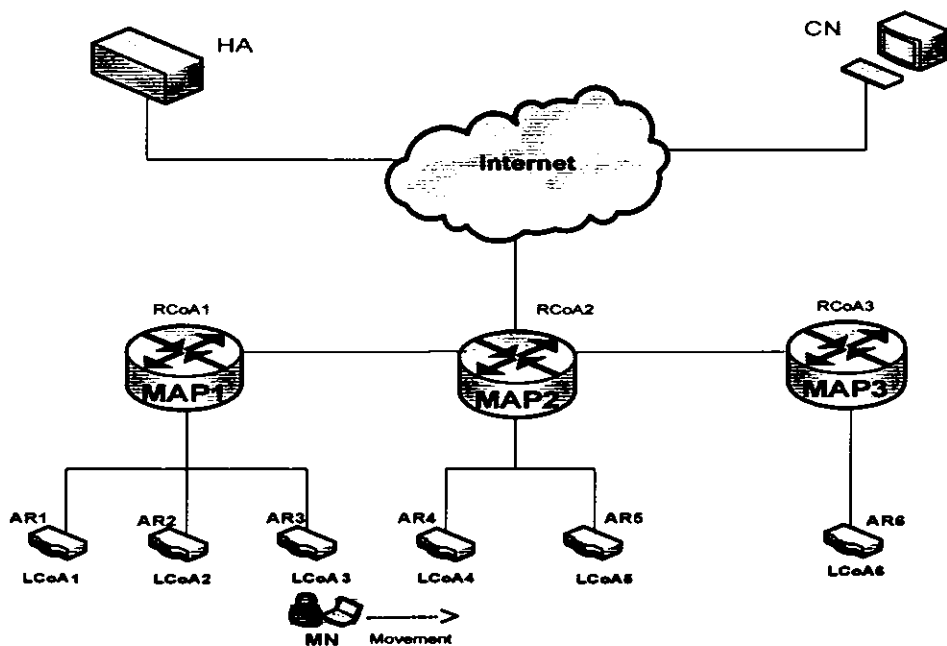 HA
CN
Internet
RCoA1
RCoA2
RCoA3
MAP1
MAP2
MAP3
AR1
AR2
AR3
AR4
AR5
AR6
LCoA1
LCoA2
LCoA3
LCoA4
LCoA5
LCoA6
MN
Movement